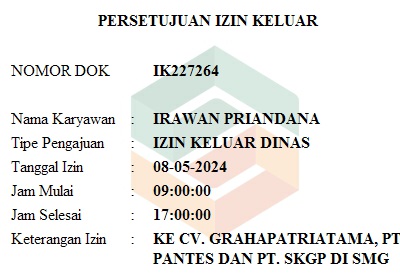 PERSETUJUAN IZIN KELUAR
NOMOR DOK IK227264
Nama Karyawan : IRAWAN PRIANDANA
Tipe Pengajuan : IZIN KELUAR DINAS
Tanggal Izin : 08-05-2024
Jam Mulai : 09:00:00
Jam Selesai : 17:00:00
Keterangan Izin : KE CV. GRAHAPATRIATAMA, PT
PANTES DAN PT. SKGP DI SMG